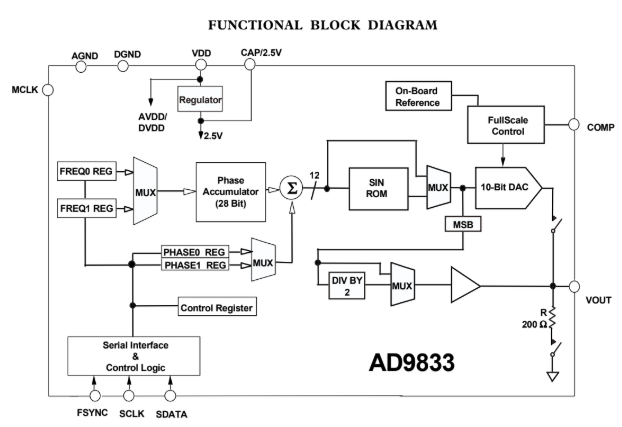 FUNCTIONAL BLOCK DIAGRAM
AGND
DGND
VDD
CAP/2.5V
MCLK
Regulator
AVDD/
DVDD
2.5V
On-Board
Reference
FullScale
Control
COMP
FREQ0 REG
FREQ1 REG
MUX
Phase
Accumulator
(28 Bit)
Σ
12
SIN
ROM
MUX
10-Bit DAC
MSB
PHASE0 REG
PHASE1 REG
MUX
DIV BY
2
MUX
VOUT
R
200 Ω
Control Register
Serial Interface
&
Control Logic
AD9833
FSYNC
SCLK
SDATA